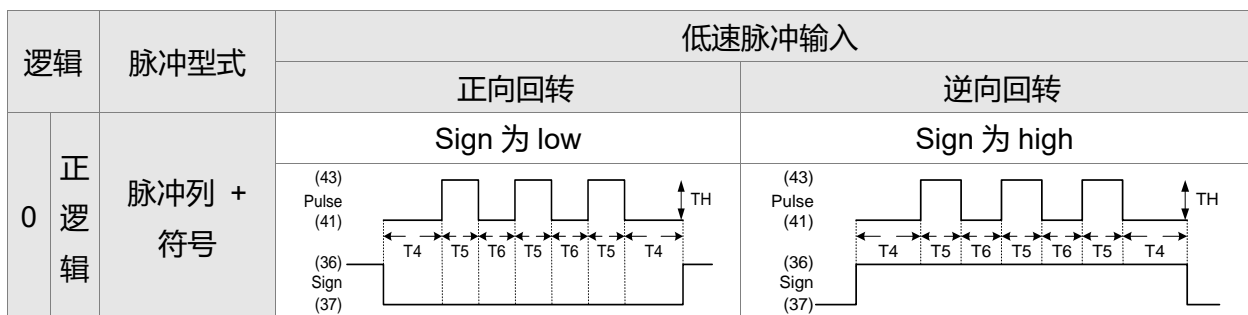 逻辑
脉冲型式
低速脉冲输入
正向回转
逆向回转
0
正
逻
辑
脉冲列 +
符号
Sign 为 low
Sign 为 high
(43)
Pulse
(41)
TH
T4 T5 T6 T5 T6 T5 T4
(36)
Sign
(37)
(43)
Pulse
(41)
TH
T4 T5 T6 T5 T6 T5 T4
(36)
Sign
(37)